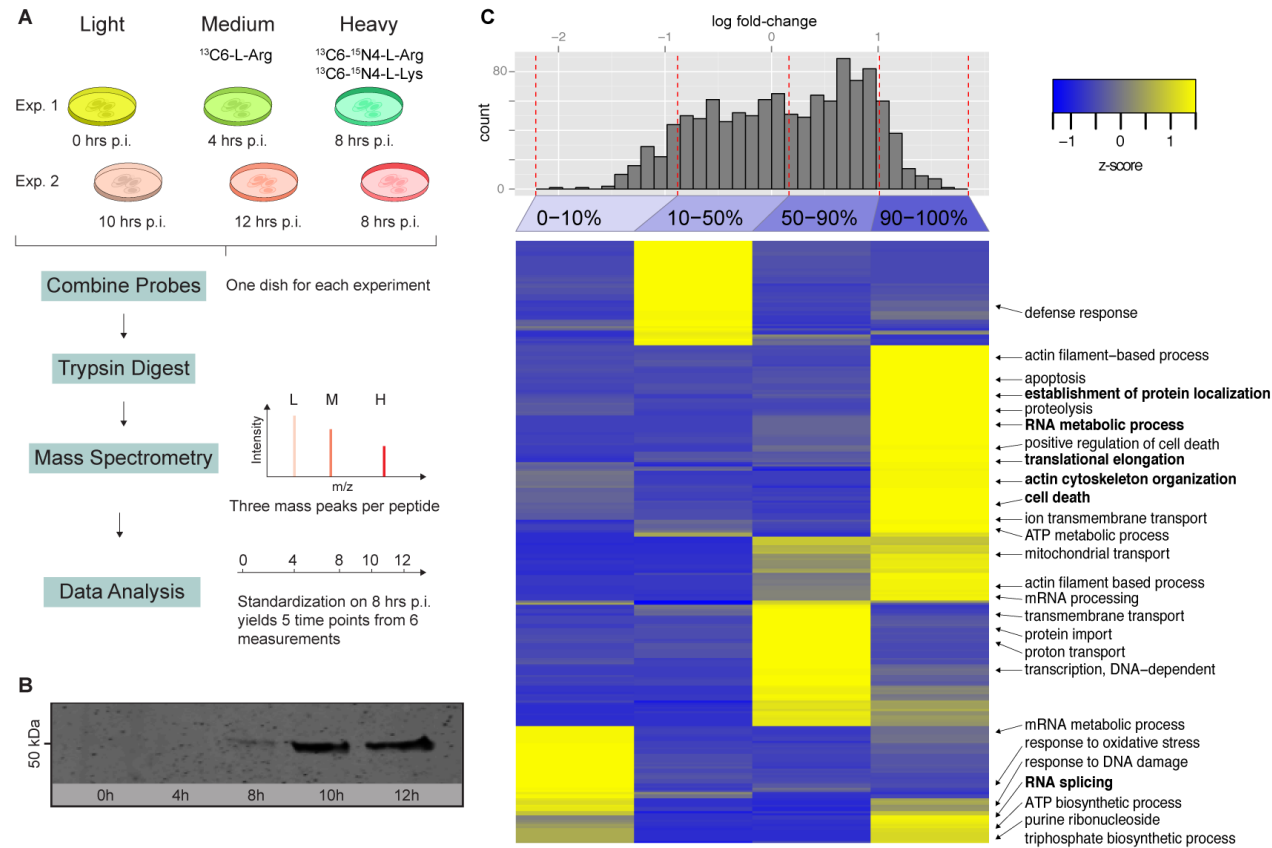 A
Light
Medium
Heavy
13C6-L-Arg
13C6-15N4-L-Arg
13C6-15N4-L-Lys
Exp. 1
0 hrs p.i.
4 hrs p.i.
8 hrs p.i.
Exp. 2
10 hrs p.i.
12 hrs p.i.
8 hrs p.i.
Combine Probes
One dish for each experiment
Trypsin Digest
Mass Spectrometry
Intensity
L
M
H
m/z
Three mass peaks per peptide
Data Analysis
0
4
8
10
12
Standardization on 8 hrs p.i.
yields 5 time points from 6
measurements
B
50 kDa
0h
4h
8h
10h
12h
C
log fold-change
−2
−1
0
1
count
80
0
0−10%
10−50%
50−90%
90−100%
−1
0
1
z-score
defense response
actin filament−based process
apoptosis
establishment of protein localization
proteolysis
RNA metabolic process
positive regulation of cell death
translational elongation
actin cytoskeleton organization
cell death
ion transmembrane transport
ATP metabolic process
mitochondrial transport
actin filament based process
mRNA processing
transmembrane transport
protein import
proton transport
transcription, DNA−dependent
mRNA metabolic process
response to oxidative stress
response to DNA damage
RNA splicing
ATP biosynthetic process
purine ribonucleoside
triphosphate biosynthetic process